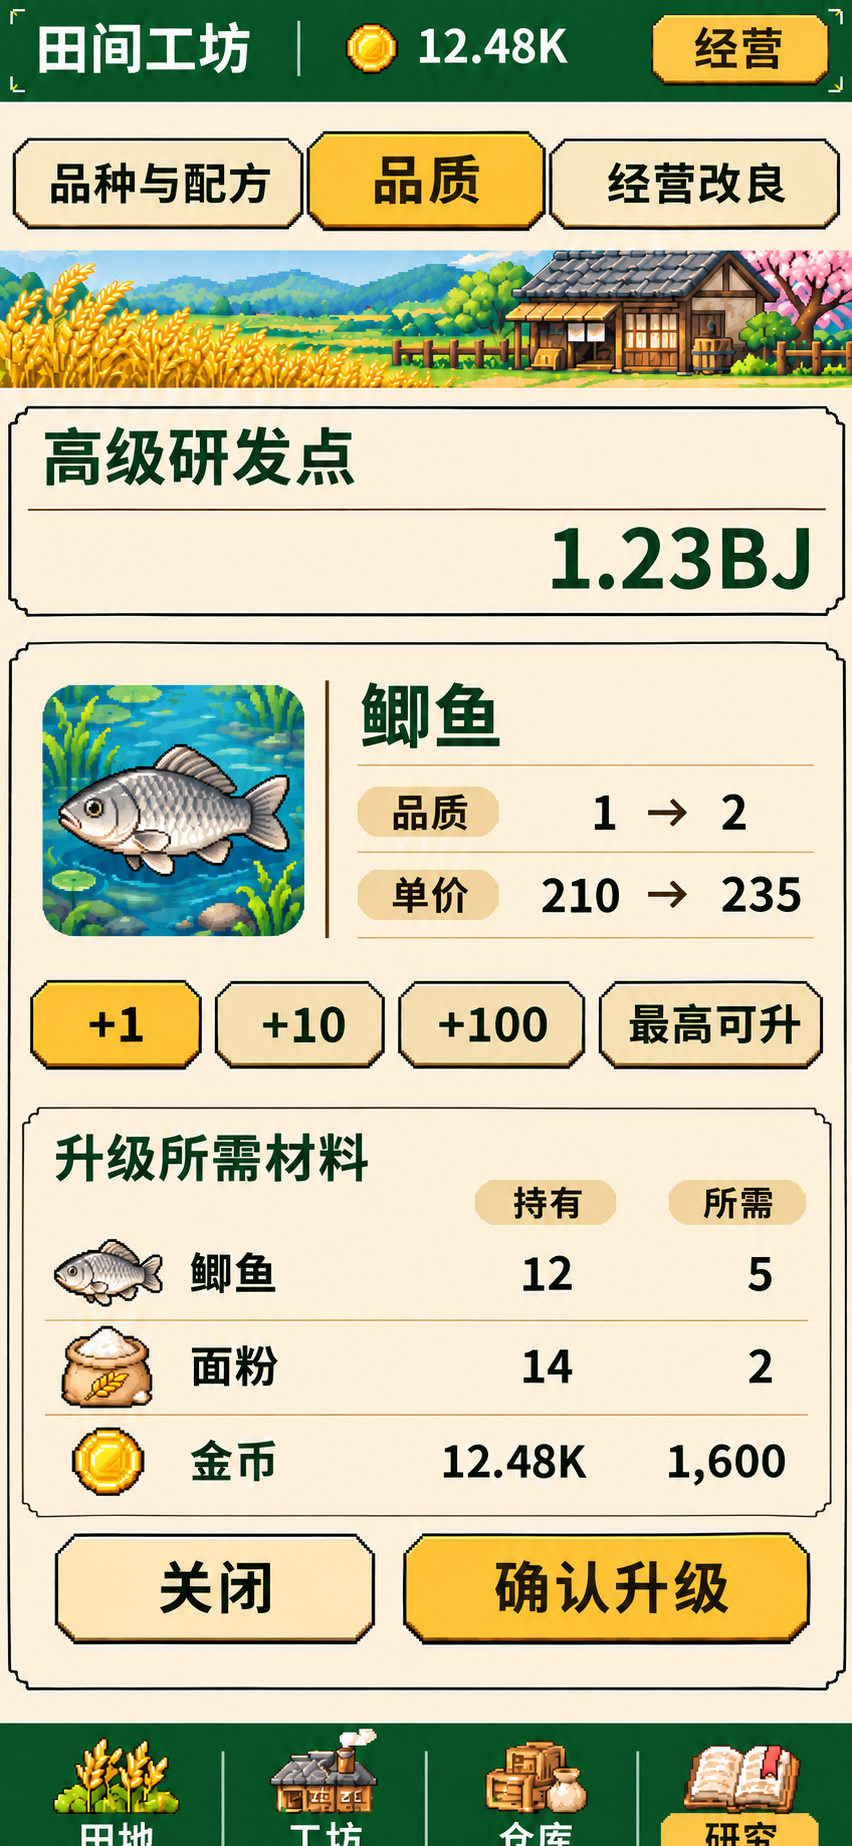 田间工坊
12.48K
经营
品种与配方
品质
经营改良
高级研发点
1.23BJ
鲫鱼
品质 1 → 2
单价 210 → 235
+1
+10
+100
最高可升
升级所需材料
持有 所需
鲫鱼 12 5
面粉 14 2
金币 12.48K 1,600
关闭
确认升级
田地
工坊
仓库
研究